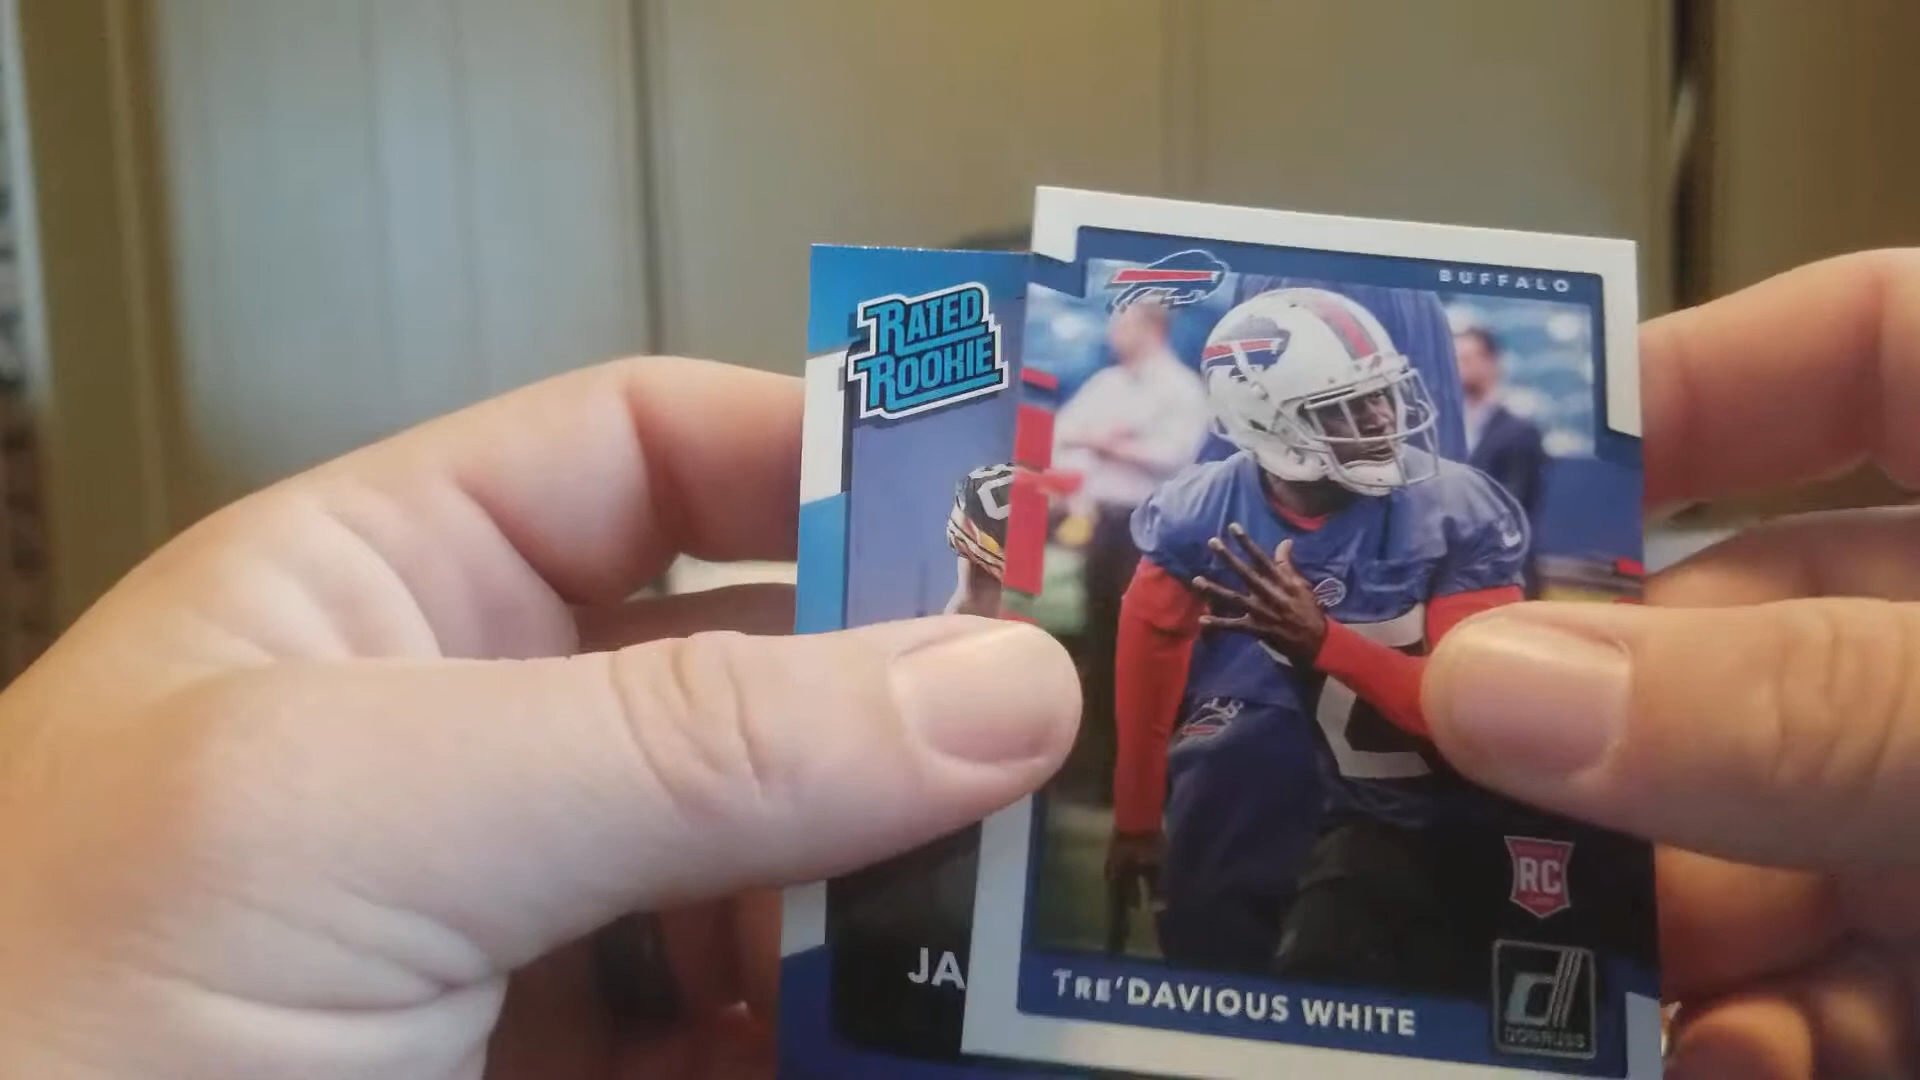 BUFFALO
RATED
ROOKIE
RC
JA
TRE'DAVIOUS WHITE
DONRUSS